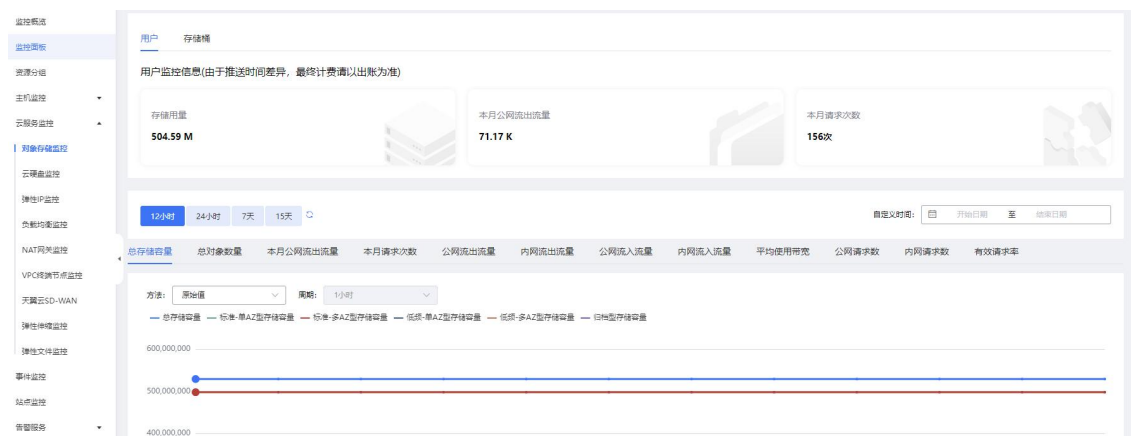 监控概览
监控面板
资源分组
主机监控
云服务监控
对象存储监控
云硬盘监控
弹性IP监控
负载均衡监控
NAT网关监控
VPC终端节点监控
天翼云SD-WAN
弹性伸缩监控
弹性文件监控
事件监控
站点监控
告警服务
用户 存储桶
用户监控信息(由于推送时间差异，最终计费请以出账为准)
存储用量 本月公网流出流量 本月请求次数
504.59 M 71.17 K 156次
12小时 24小时 7天 15天 自定义时间: 开始日期 至 结束日期
总存储容量 总对象数量 本月公网流出流量 本月请求次数 公网流出流量 内网流出流量 公网流入流量 内网流入流量 平均使用带宽 公网请求数 内网请求数 有效请求率
方法: 原始值 周期: 1小时
总存储容量 标准-单AZ型存储容量 标准-多AZ型存储容量 低频-单AZ型存储容量 低频-多AZ型存储容量 归档型存储容量
600,000,000
500,000,000
400,000,000